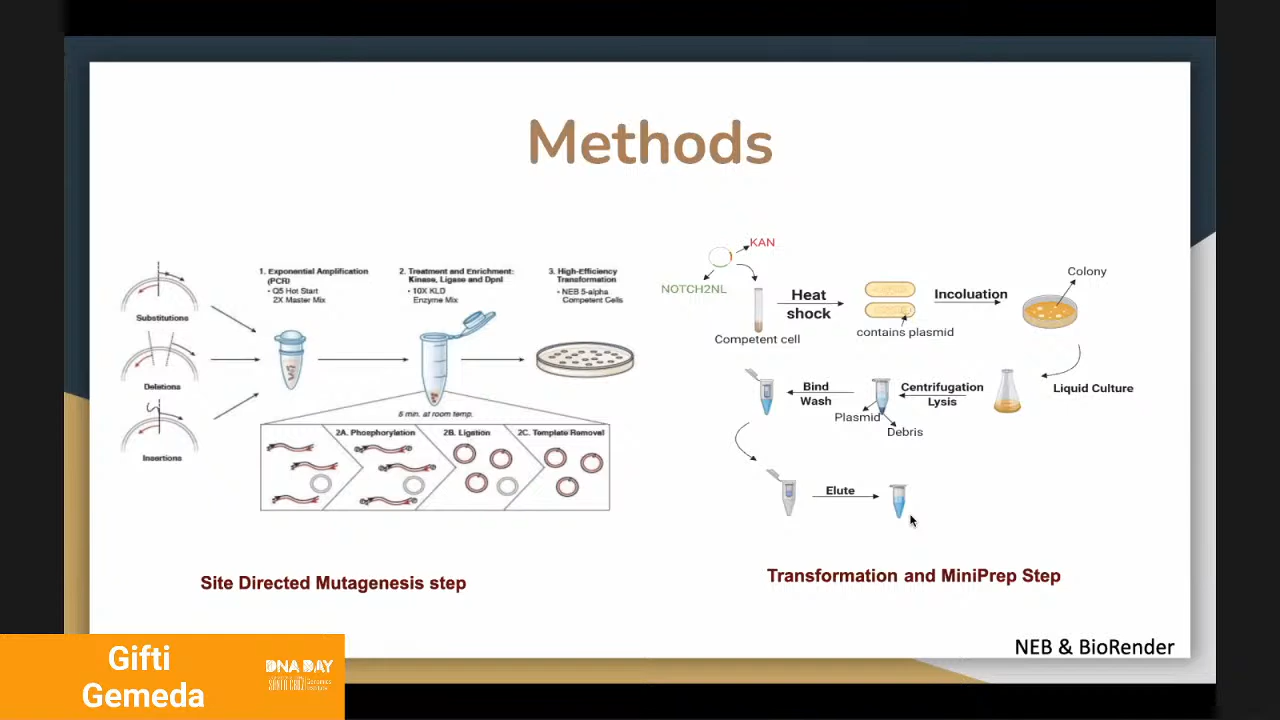 Methods
1. Exponential Amplification
(PCR)
• Q5 Hot Start
2X Master Mix
2. Treatment and Enrichment:
Kinase, Ligase and DpnI
• 10X KLD
Enzyme Mix
3. High-Efficiency
Transformation
• NEB 5-alpha
Competent Cells
Substitutions
Deletions
Insertions
5 min. at room temp.
2A. Phosphorylation
2B. Ligation
2C. Template Removal
Site Directed Mutagenesis step
KAN
NOTCH2NL
Competent cell
Heat
shock
contains plasmid
Incoluation
Colony
Liquid Culture
Centrifugation
Lysis
Plasmid
Debris
Bind
Wash
Elute
Transformation and MiniPrep Step
NEB & BioRender
Gifti
Gemeda
DNA DAY
SANTA CRUZ Genomics
Institute